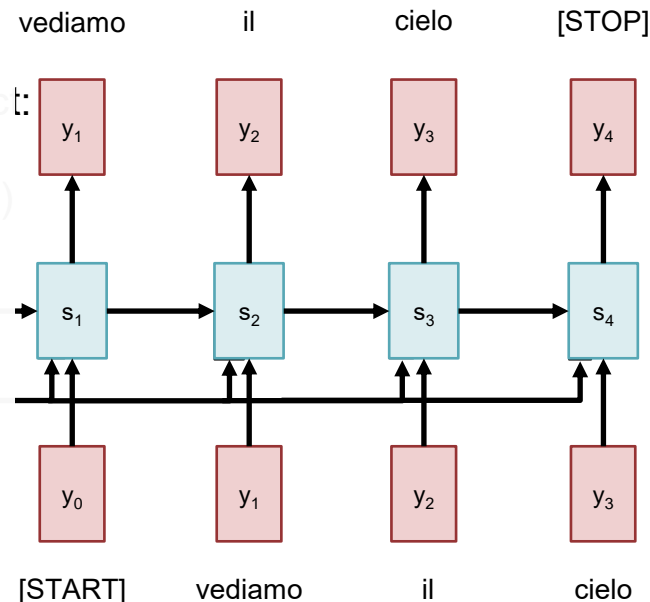 vediamo il cielo [STOP]
t:
y₁ y₂ y₃ y₄
)
s₁ s₂ s₃ s₄
y₀ y₁ y₂ y₃
[START] vediamo il cielo